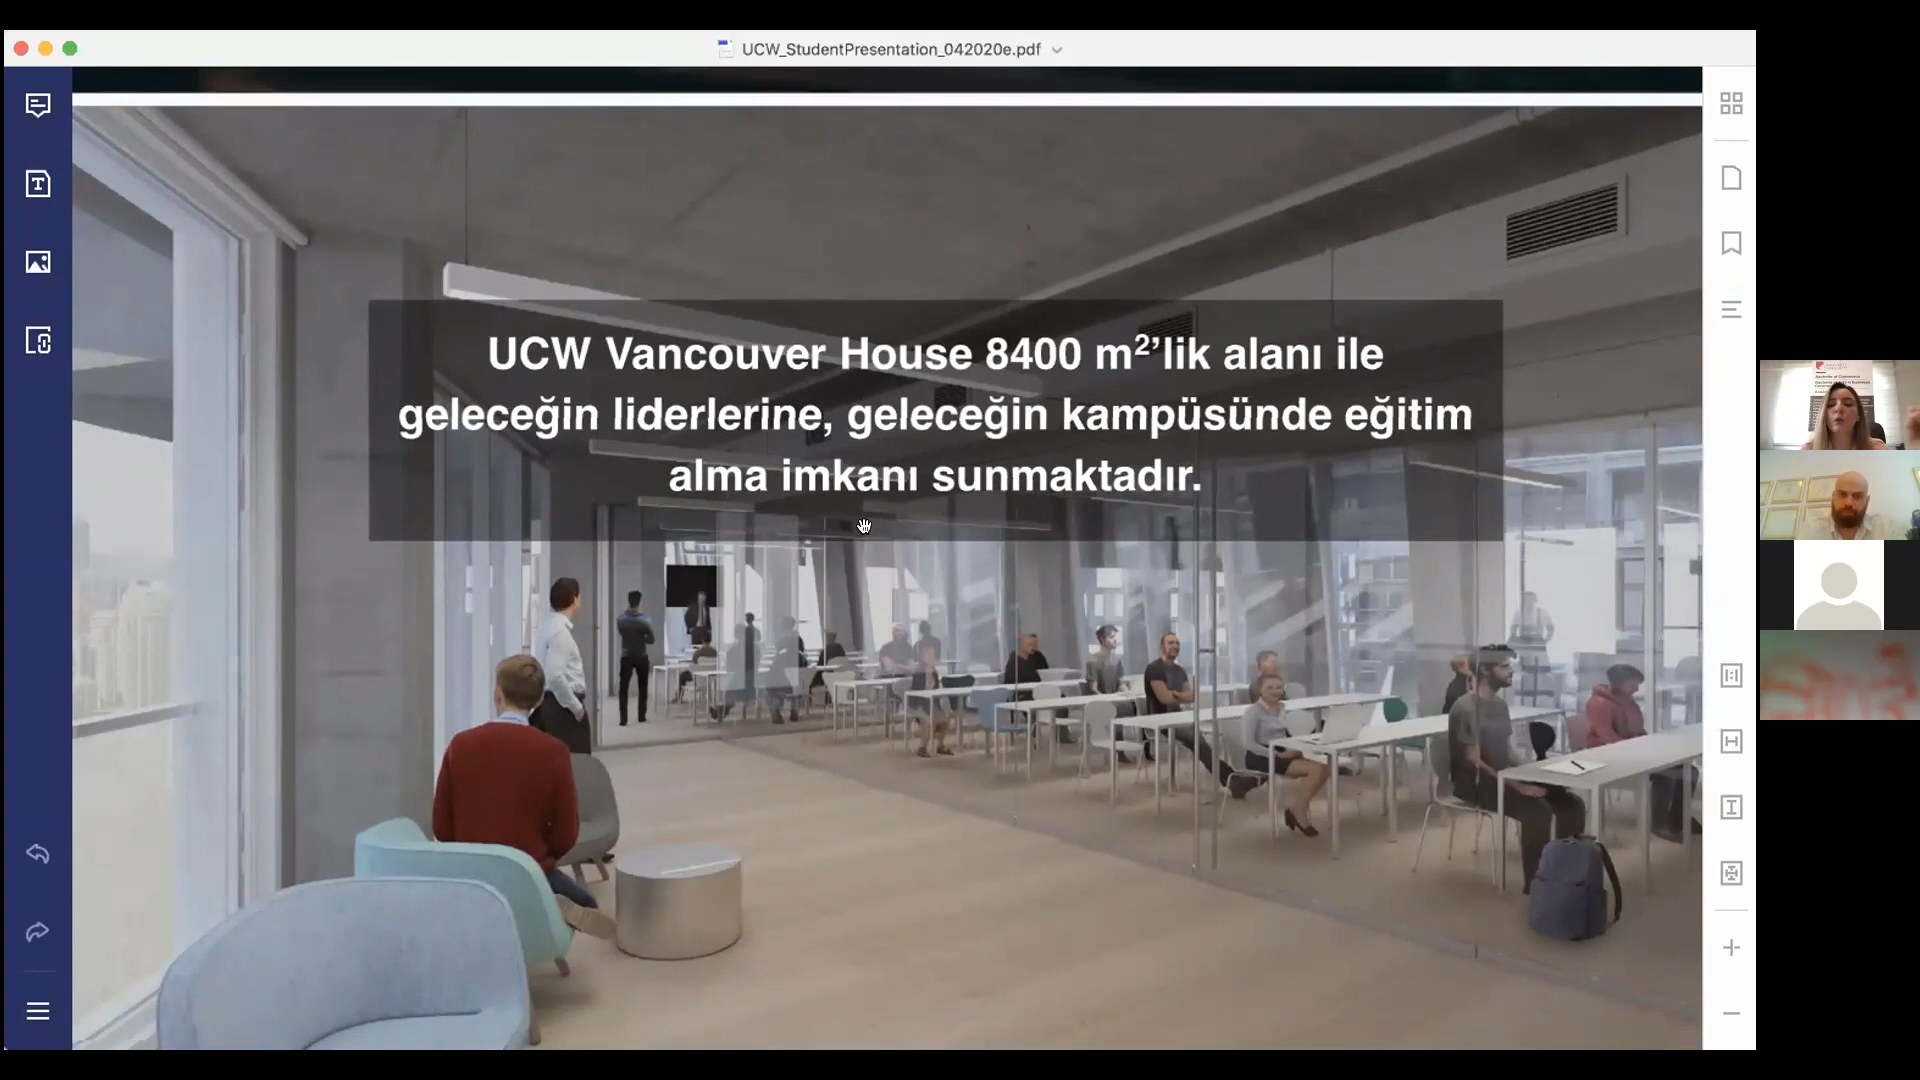 UCW_StudentPresentation_042020e.pdf
UCW Vancouver House 8400 m²’lik alanı ile
geleceğin liderlerine, geleceğin kampüsünde eğitim
alma imkanı sunmaktadır.